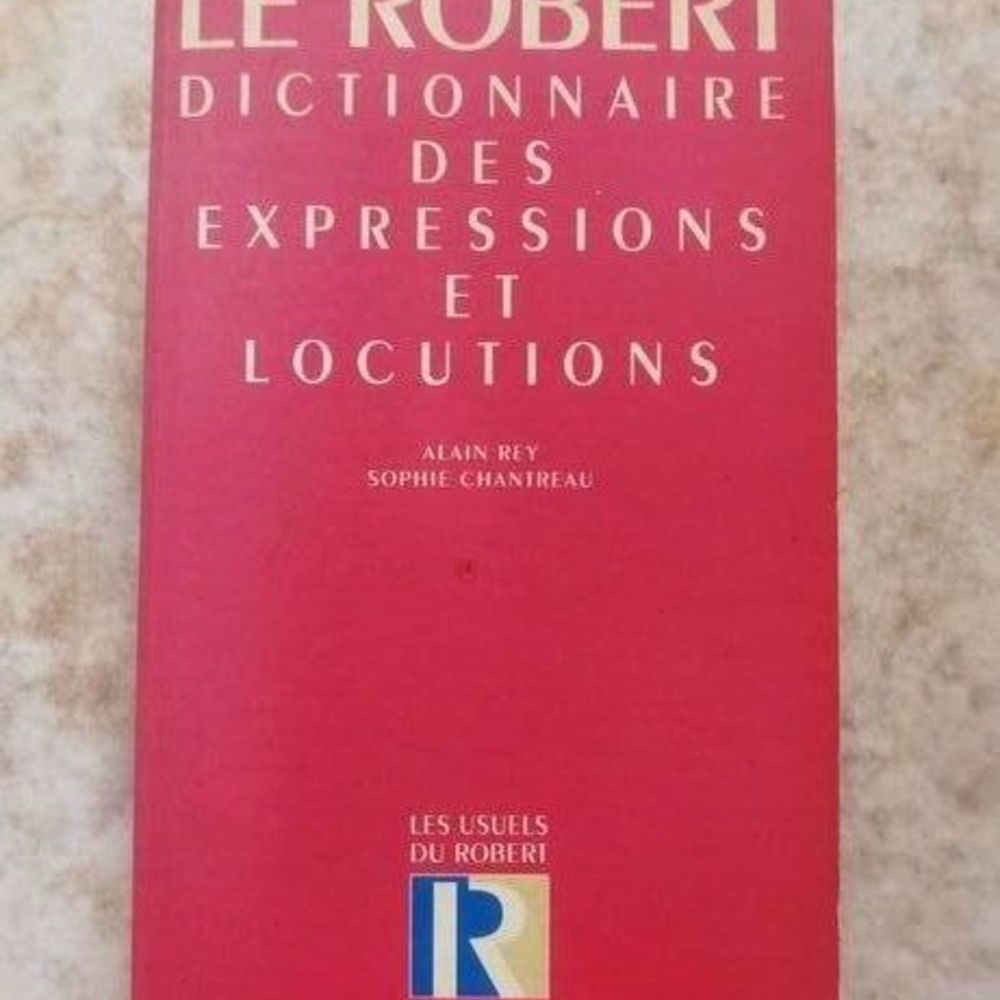 LE ROBERT
DICTIONNAIRE
DES
EXPRESSIONS
ET
LOCUTIONS
ALAIN REY
SOPHIE CHANTREAU
LES USUELS
DU ROBERT
R